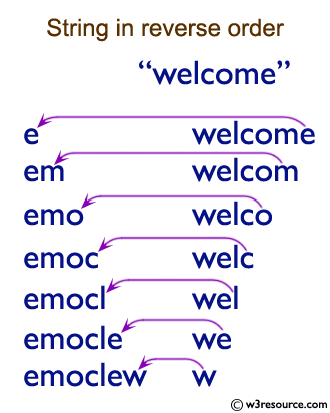 String in reverse order
“welcome”
e welcome
em welcom
emo welco
emoc welc
emocl wel
emocle we
emoclew w
© w3resource.com